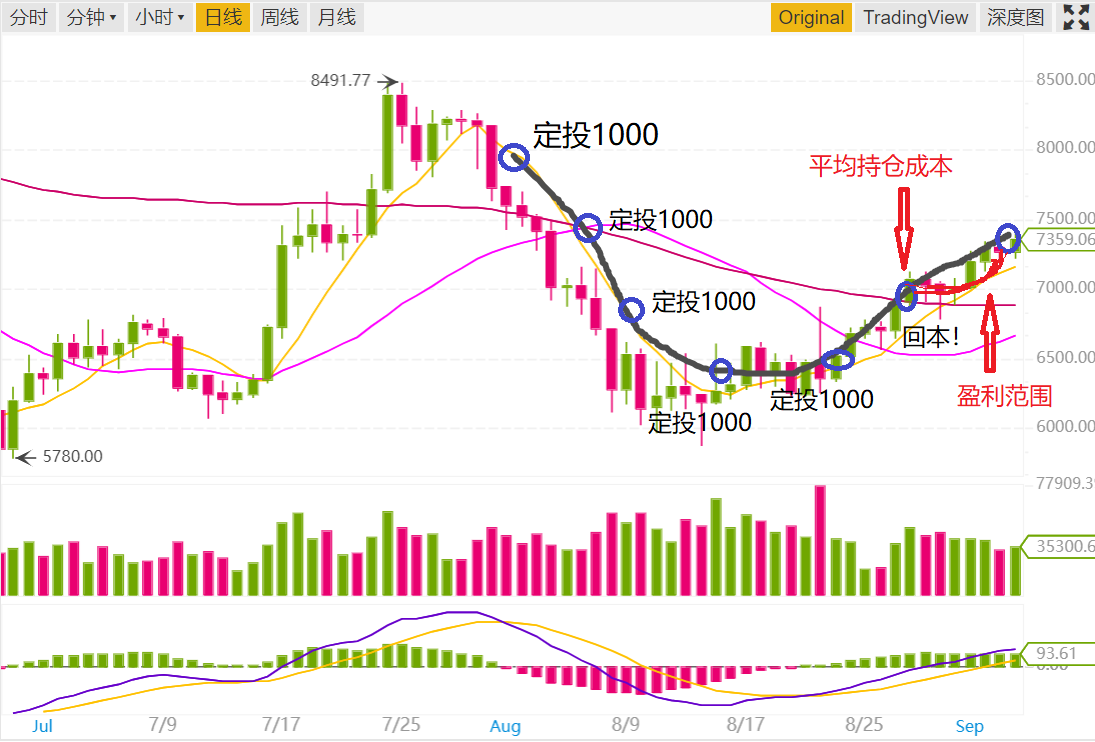 分时 分钟 小时 日线 周线 月线 Original TradingView 深度图
8500.00
8491.77
定投1000
8000.00
平均持仓成本
定投1000
7500.00
7359.06
定投1000
7000.00
回本！
6500.00
定投1000
盈利范围
定投1000
6000.00
5780.00
77909.39
35300.6
93.61
0.00
Jul 7/9 7/17 7/25 Aug 8/9 8/17 8/25 Sep